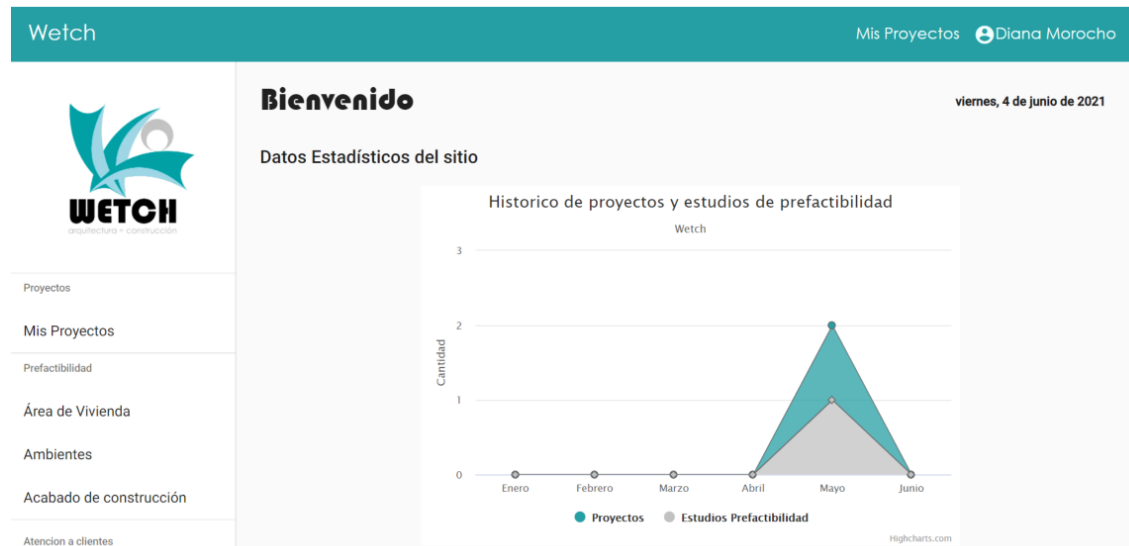 Wetch
Mis Proyectos Diana Morocho
WETCH
arquitectura + construcción
Proyectos
Mis Proyectos
Prefactibilidad
Área de Vivienda
Ambientes
Acabado de construcción
Atencion a clientes
Bienvenido
viernes, 4 de junio de 2021
Datos Estadísticos del sitio
Historico de proyectos y estudios de prefactibilidad
Wetch
Cantidad
3
2
1
0
Enero Febrero Marzo Abril Mayo Junio
Proyectos Estudios Prefactibilidad
Highcharts.com